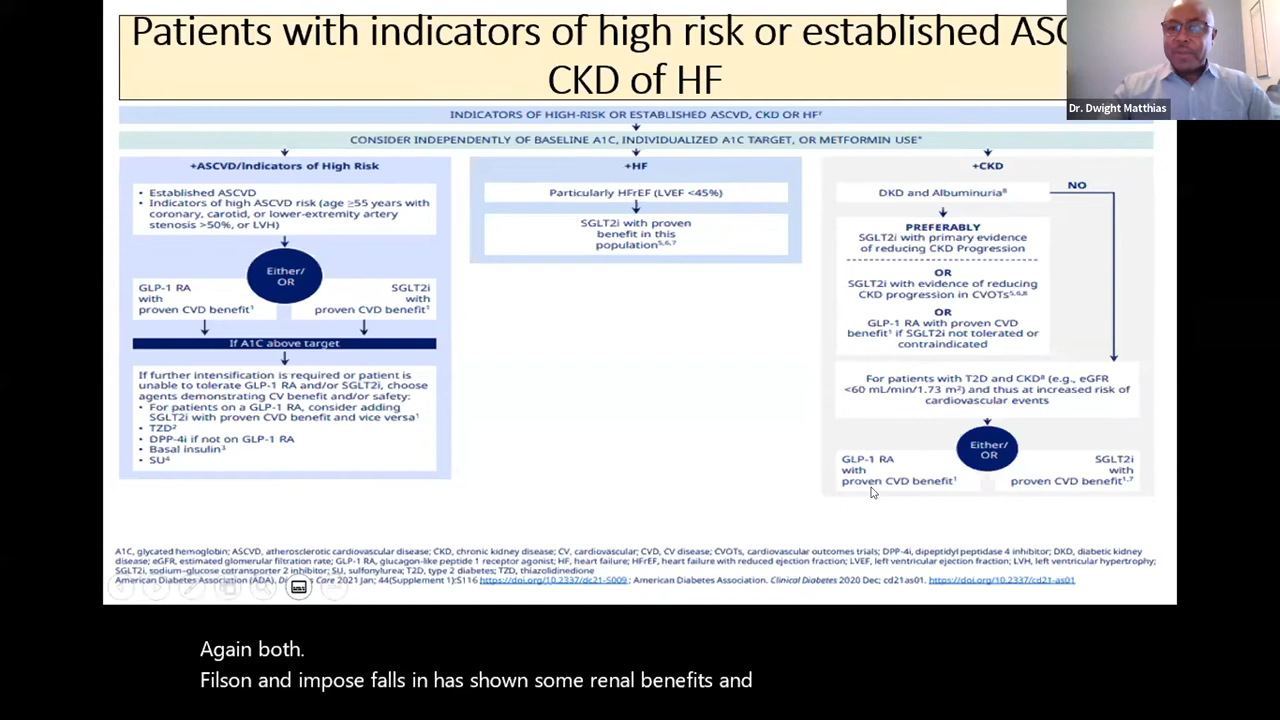 Patients with indicators of high risk or established
CKD of HF
Dr. Dwight Matthias
INDICATORS OF HIGH-RISK OR ESTABLISHED ASCVD, CKD OR HF†
CONSIDER INDEPENDENTLY OF BASELINE A1C, INDIVIDUALIZED A1C TARGET, OR METFORMIN USE*
+ASCVD/Indicators of High Risk
• Established ASCVD
• Indicators of high ASCVD risk (age ≥55 years with
coronary, carotid, or lower-extremity artery
stenosis >50%, or LVH)
Either/
OR
GLP-1 RA
with
proven CVD benefit¹
SGLT2i
with
proven CVD benefit¹
If A1C above target
If further intensification is required or patient is
unable to tolerate GLP-1 RA and/or SGLT2i, choose
agents demonstrating CV benefit and/or safety:
• For patients on a GLP-1 RA, consider adding
SGLT2i with proven CVD benefit and vice versa¹
• TZD²
• DPP-4i if not on GLP-1 RA
• Basal insulin³
• SU⁴
+HF
Particularly HFrEF (LVEF <45%)
SGLT2i with proven
benefit in this
population⁵,⁶,⁷
+CKD
DKD and Albuminuria⁸
NO
PREFERABLY
SGLT2i with primary evidence
of reducing CKD Progression
OR
SGLT2i with evidence of reducing
CKD progression in CVOTs⁵,⁶,⁸
OR
GLP-1 RA with proven CVD
benefit¹ if SGLT2i not tolerated or
contraindicated
For patients with T2D and CKD⁸ (e.g., eGFR
<60 mL/min/1.73 m²) and thus at increased risk of
cardiovascular events
Either/
OR
GLP-1 RA
with
proven CVD benefit¹
SGLT2i
with
proven CVD benefit¹,⁷
A1C, glycated hemoglobin; ASCVD, atherosclerotic cardiovascular disease; CKD, chronic kidney disease; CV, cardiovascular; CVD, CV disease; CVOTs, cardiovascular outcomes trials; DPP-4i, dipeptidyl peptidase 4 inhibitor; DKD, diabetic kidney
disease; eGFR, estimated glomerular filtration rate; GLP-1 RA, glucagon-like peptide 1 receptor agonist; HF, heart failure; HFrEF, heart failure with reduced ejection fraction; LVEF, left ventricular ejection fraction; LVH, left ventricular hypertrophy;
SGLT2i, sodium–glucose cotransporter 2 inhibitor; SU, sulfonylurea; T2D, type 2 diabetes; TZD, thiazolidinedione
American Diabetes Association (ADA). Care 2021 Jan; 44(Supplement 1):S116 https://doi.org/10.2337/dc21-S009 ; American Diabetes Association. Clinical Diabetes 2020 Dec; cd21as01. https://doi.org/10.2337/cd21-as01
Again both.
Filson and impose falls in has shown some renal benefits and